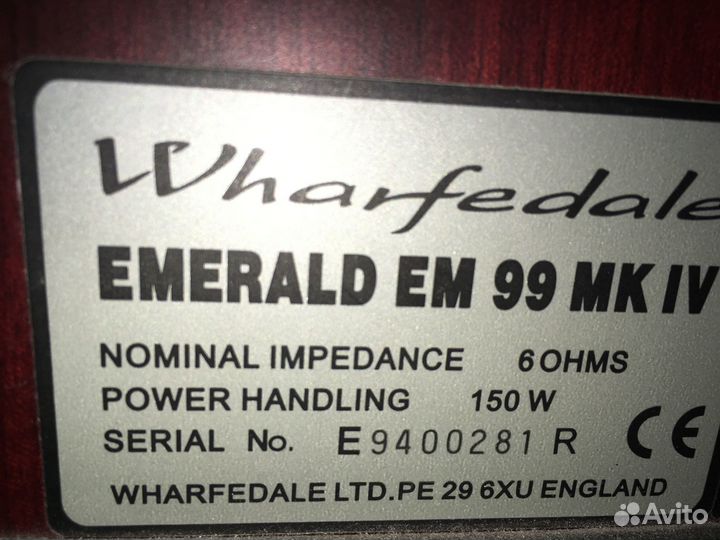 Wharfedale
EMERALD EM 99 MK IV
NOMINAL IMPEDANCE 6 OHMS
POWER HANDLING 150 W
SERIAL No. E9400281 R CE
WHARFEDALE LTD.PE 29 6XU ENGLAND
Avito